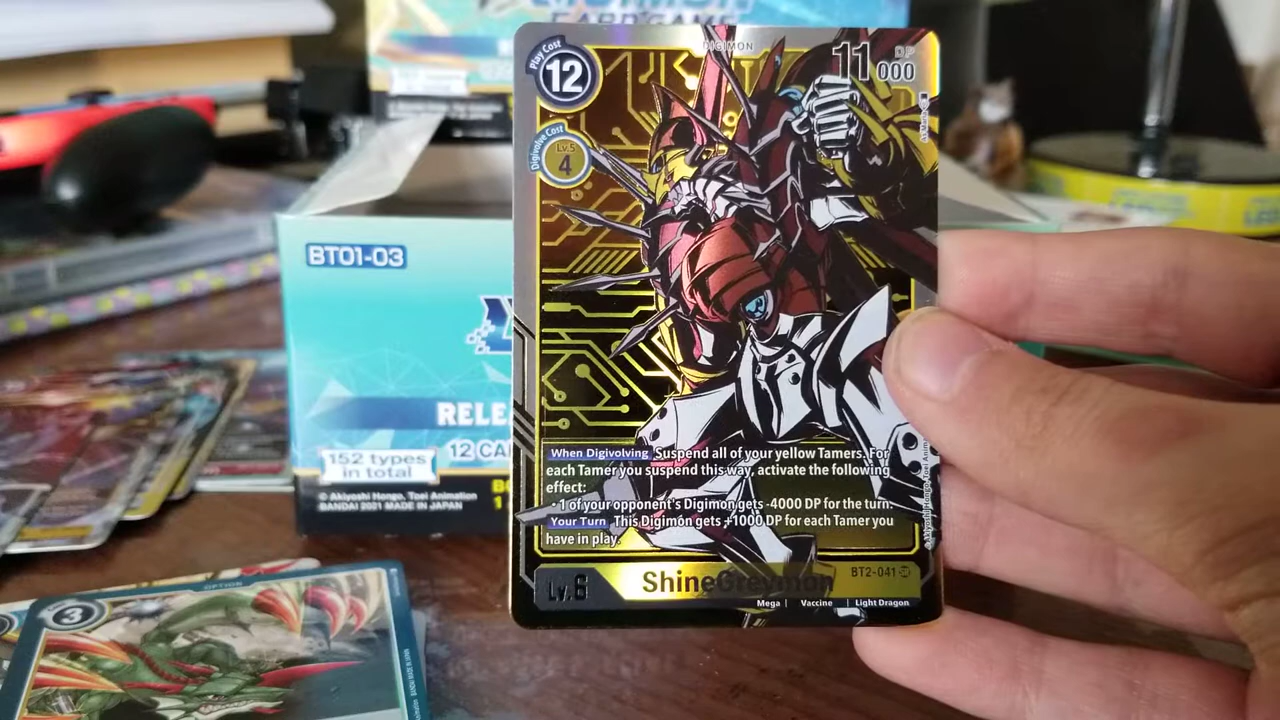 CARD GAME
BT01-03
RELE
12 CA
152 types
in total
© Akiyoshi Hongo, Toei Animation
BANDAI 2021 MADE IN JAPAN
DIGIMON
Play Cost
12
11000
DP
Digivolve Cost
Lv.5
4
When Digivolving Suspend all of your yellow Tamers. For
each Tamer you suspend this way, activate the following
effect:
・1 of your opponent's Digimon gets -4000 DP for the turn.
Your Turn This Digimon gets +1000 DP for each Tamer you
have in play.
Lv.6
ShineGreymon
BT2-041 SR
Mega | Vaccine | Light Dragon
OPTION
3